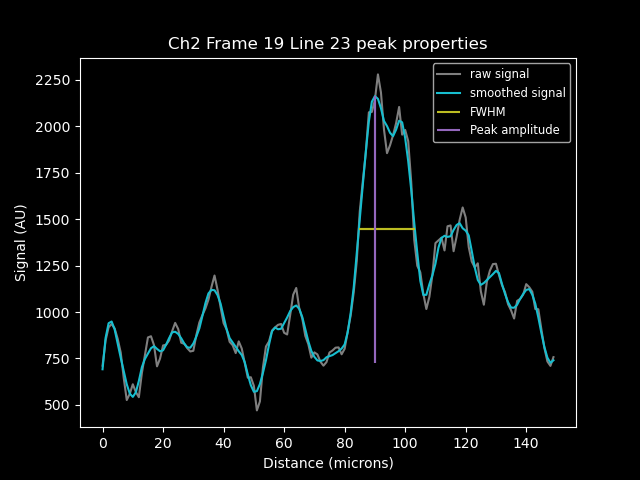 Ch2 Frame 19 Line 23 peak properties
raw signal
smoothed signal
FWHM
Peak amplitude
2250
2000
1750
1500
1250
1000
750
500
Signal (AU)
0 20 40 60 80 100 120 140
Distance (microns)